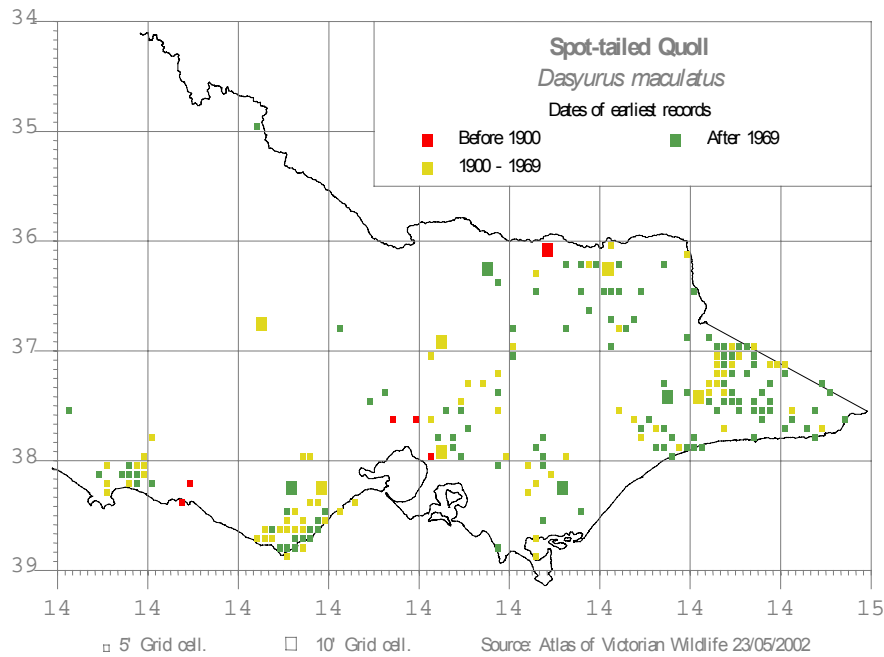 Spot-tailed Quoll
Dasyurus maculatus
Dates of earliest records
Before 1900
After 1969
1900 - 1969
34
35
36
37
38
39
14 14 14 14 14 14 14 14 14 15
5' Grid cell. 10' Grid cell. Source: Atlas of Victorian Wildlife 23/05/2002